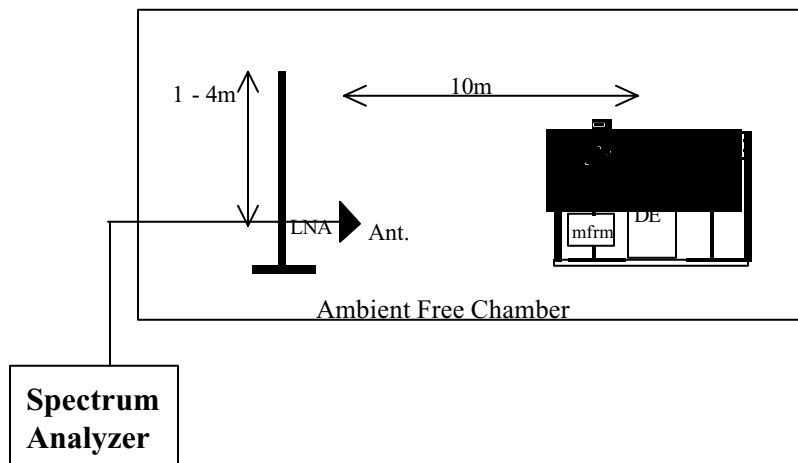 1 - 4m
10m
LNA
Ant.
mfrm
DE
Ambient Free Chamber
Spectrum
Analyzer